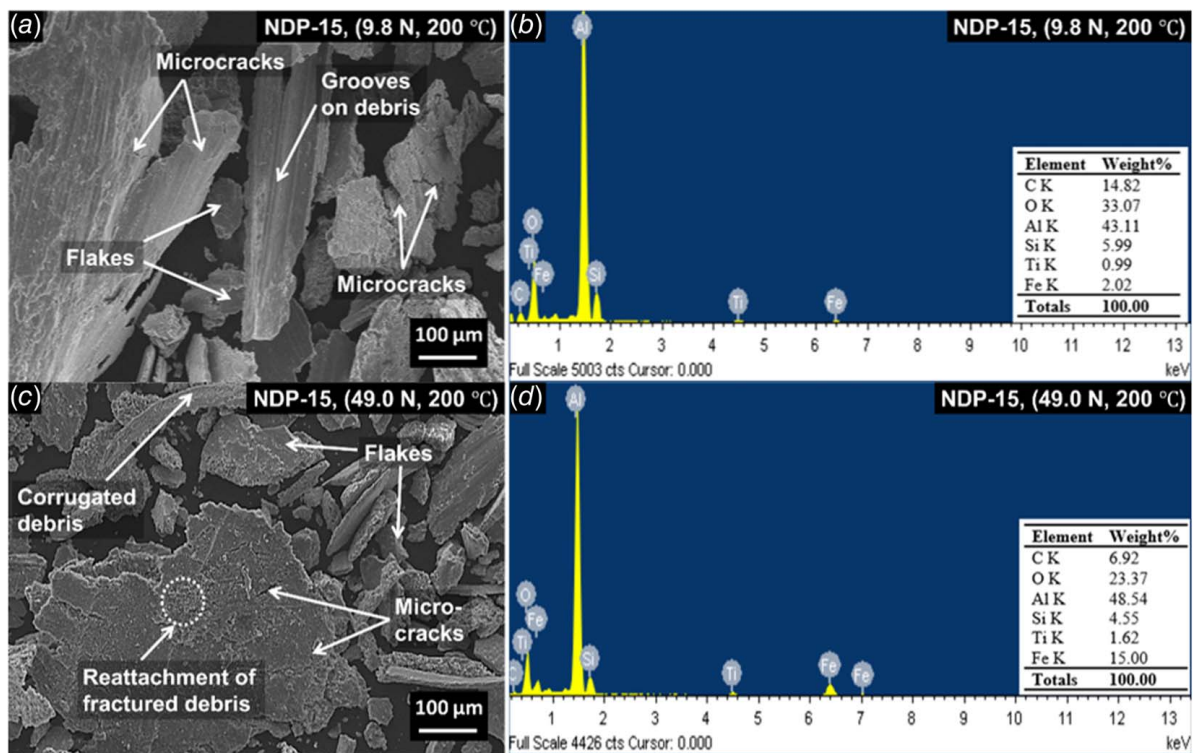 (a)
NDP-15, (9.8 N, 200 °C)
Microcracks
Grooves
on debris
Flakes
Microcracks
100 µm
(b)
NDP-15, (9.8 N, 200 °C)
Al
O
Ti
Fe
C
Si
Ti
Fe
Element Weight%
C K 14.82
O K 33.07
Al K 43.11
Si K 5.99
Ti K 0.99
Fe K 2.02
Totals 100.00
1 2 3 4 5 6 7 8 9 10 11 12 13
Full Scale 5003 cts Cursor: 0.000
keV
(c)
NDP-15, (49.0 N, 200 °C)
Flakes
Corrugated
debris
Micro-
cracks
Reattachment of
fractured debris
100 µm
(d)
NDP-15, (49.0 N, 200 °C)
Al
O
Fe
Ti
C
Si
Ti
Fe
Fe
Element Weight%
C K 6.92
O K 23.37
Al K 48.54
Si K 4.55
Ti K 1.62
Fe K 15.00
Totals 100.00
1 2 3 4 5 6 7 8 9 10 11 12 13
Full Scale 4426 cts Cursor: 0.000
keV